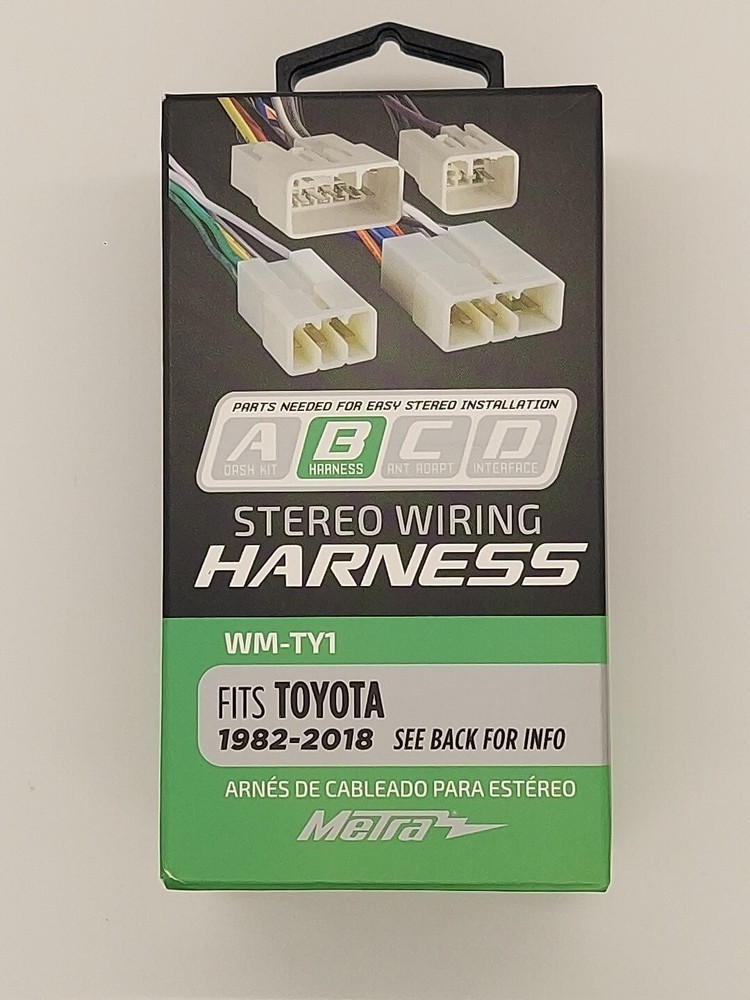 PARTS NEEDED FOR EASY STEREO INSTALLATION
A B C D
DASH KIT HARNESS ANT ADAPT INTERFACE
STEREO WIRING
HARNESS
WM-TY1
FITS TOYOTA
1982-2018 SEE BACK FOR INFO
ARNÉS DE CABLEADO PARA ESTÉREO
Metra